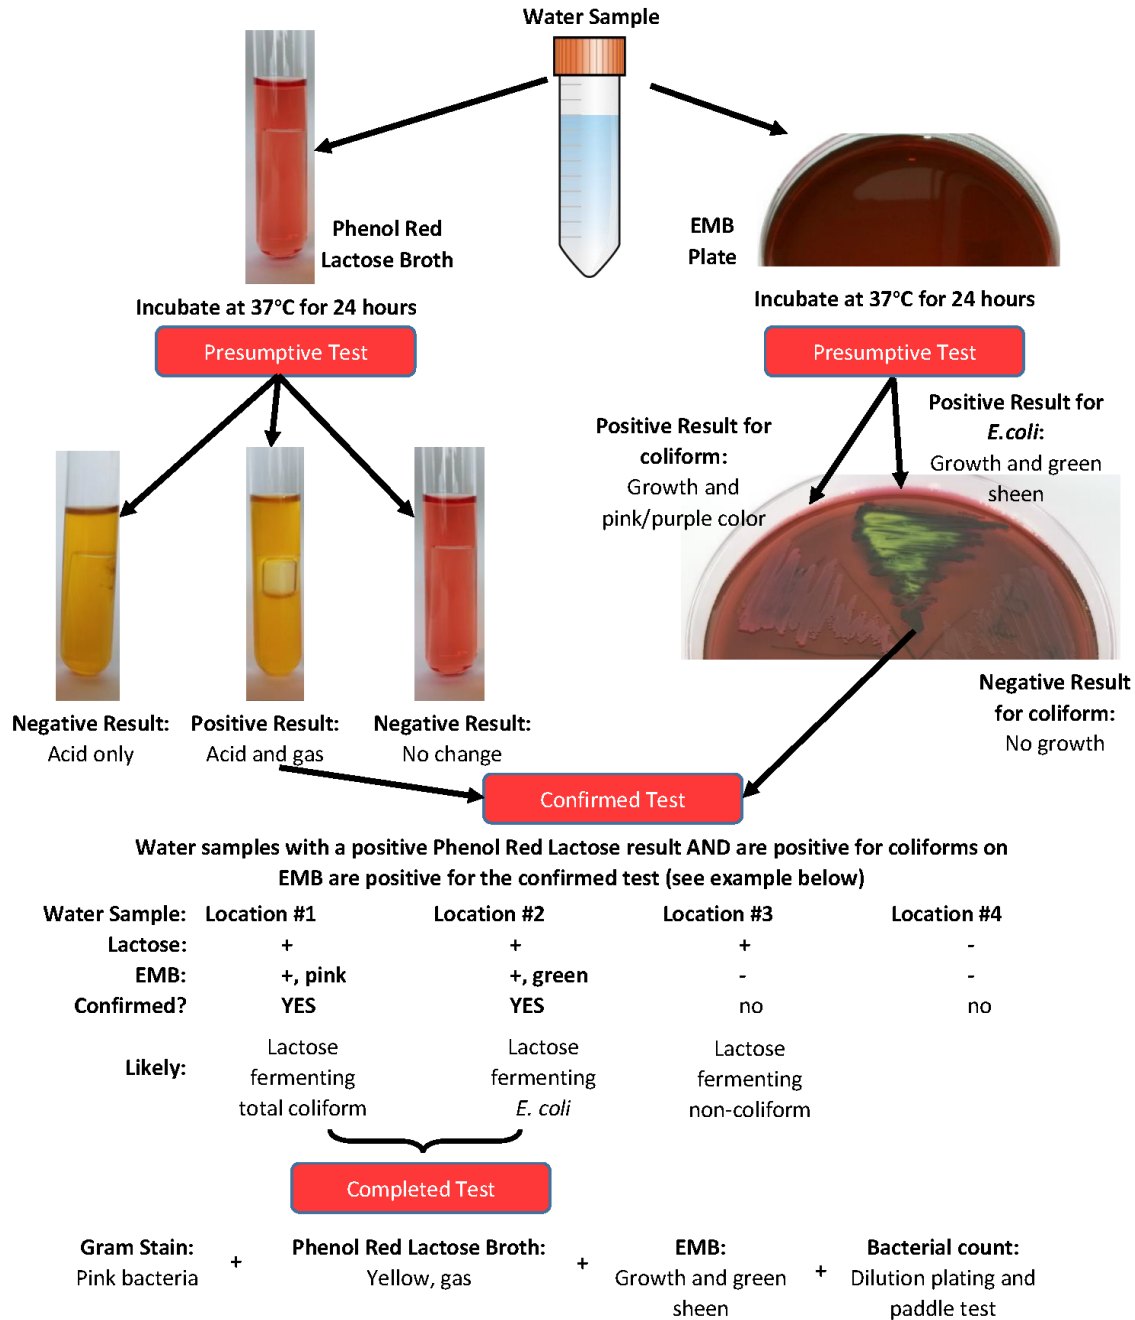 Water Sample
Phenol Red
Lactose Broth
EMB
Plate
Incubate at 37°C for 24 hours
Incubate at 37°C for 24 hours
Presumptive Test
Presumptive Test
Positive Result for
coliform:
Growth and
pink/purple color
Positive Result for
E.coli:
Growth and green
sheen
Negative Result:
Acid only
Positive Result:
Acid and gas
Negative Result:
No change
Negative Result
for coliform:
No growth
Confirmed Test
Water samples with a positive Phenol Red Lactose result AND are positive for coliforms on
EMB are positive for the confirmed test (see example below)
Water Sample: Location #1 Location #2 Location #3 Location #4
Lactose: + + + -
EMB: +, pink +, green - -
Confirmed? YES YES no no
Likely:
Lactose
fermenting
total coliform
Lactose
fermenting
E. coli
Lactose
fermenting
non-coliform
Completed Test
Gram Stain:
Pink bacteria
+
Phenol Red Lactose Broth:
Yellow, gas
+
EMB:
Growth and green
sheen
+
Bacterial count:
Dilution plating and
paddle test